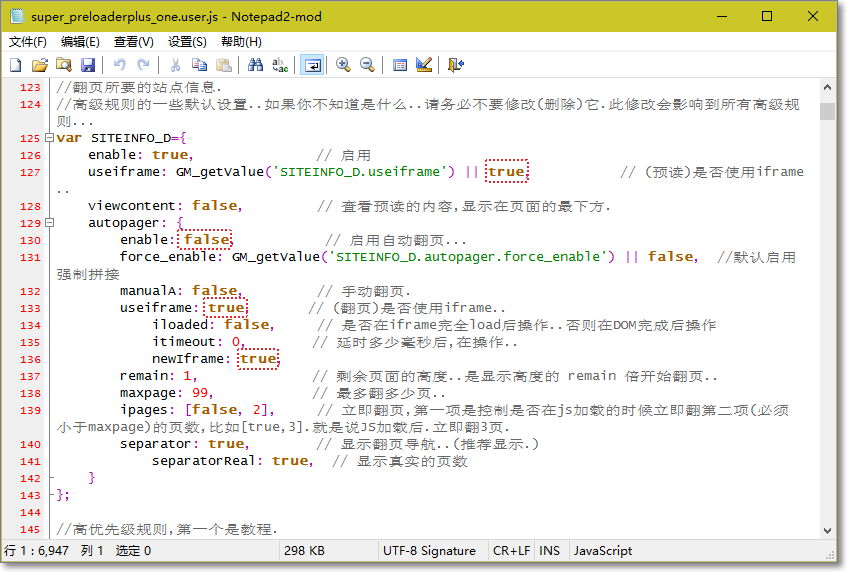 super_preloaderplus_one.user.js - Notepad2-mod
文件(F) 编辑(E) 查看(V) 设置(S) 帮助(H)
123 //翻页所要的站点信息.
124 //高级规则的一些默认设置..如果你不知道是什么..请务必不要修改(删除)它.此修改会影响到所有高级规
则...
125 var SITEINFO_D={
126 enable: true, // 启用
127 useiframe: GM_getValue('SITEINFO_D.useiframe') || true, // (预读)是否使用iframe
..
128 viewcontent: false, // 查看预读的内容,显示在页面的最下方.
129 autopager: {
130 enable: false, // 启用自动翻页...
131 force_enable: GM_getValue('SITEINFO_D.autopager.force_enable') || false, //默认启用
强制拼接
132 manualA: false, // 手动翻页.
133 useiframe: true, // (翻页)是否使用iframe..
134 iloaded: false, // 是否在iframe完全load后操作..否则在DOM完成后操作
135 itimeout: 0, // 延时多少毫秒后,在操作..
136 newIframe: true,
137 remain: 1, // 剩余页面的高度..是显示高度的 remain 倍开始翻页..
138 maxpage: 99, // 最多翻多少页..
139 ipages: [false, 2], // 立即翻页,第一项是控制是否在js加载的时候立即翻第二项(必须
小于maxpage)的页数,比如[true,3].就是说JS加载后.立即翻3页.
140 separator: true, // 显示翻页导航..(推荐显示.)
141 separatorReal: true, // 显示真实的页数
142 }
143 };
144
145 //高优先级规则,第一个是教程.
行 1 : 6,947 列 1 选定 0 298 KB UTF-8 Signature CR+LF INS JavaScript